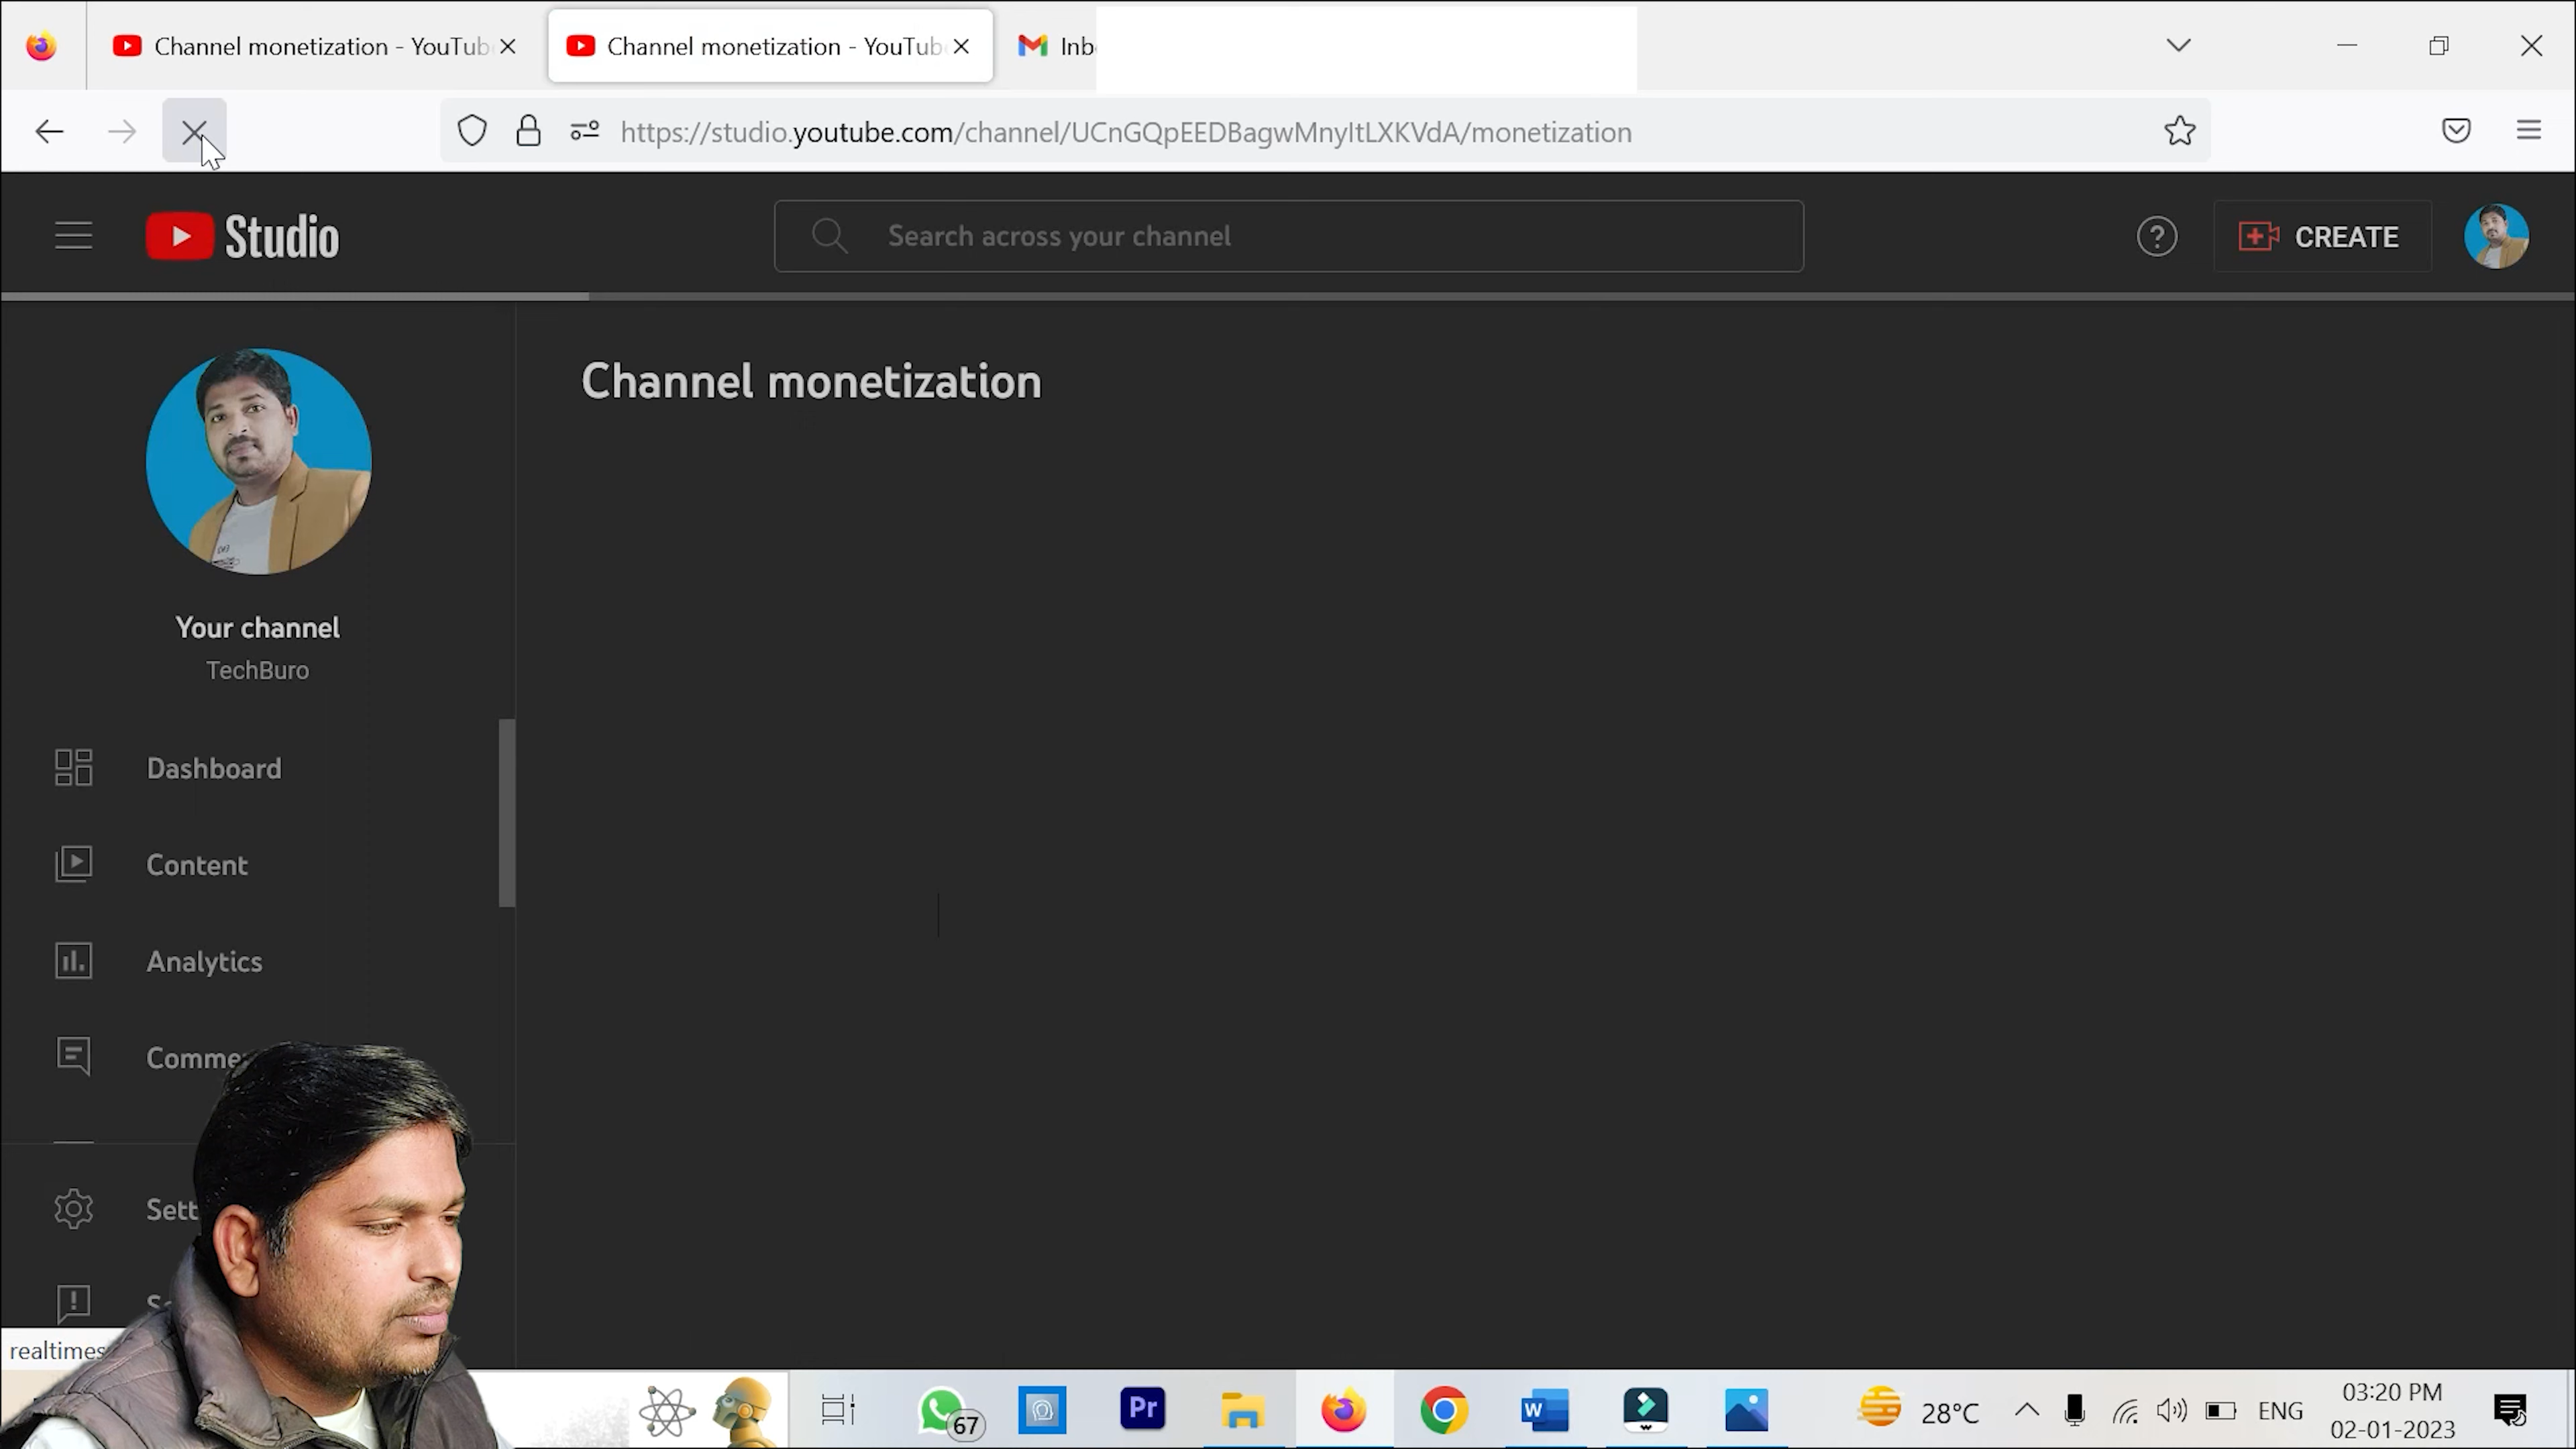 Channel monetization - YouTub
Channel monetization - YouTub
Inb
https://studio.youtube.com/channel/UCnGQpEEDBagwMnyItLXKVdA/monetization
Studio
Search across your channel
CREATE
Channel monetization
Your channel
TechBuro
Dashboard
Content
Analytics
Comme
Sett
realtimes
67
Pr
W
28°C
ENG
03:20 PM
02-01-2023